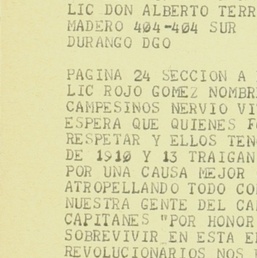 LIC DON ALBERTO TERR
MADERO 404-404 SUR
DURANGO DGO
PAGINA 24 SECCION A
LIC ROJO GOMEZ NOMBR
CAMPESINOS NERVIO VI
ESPERA QUE QUIENES F
RESPETAR Y ELLOS TEN
DE 1910 Y 13 TRAIGAN
POR UNA CAUSA MEJOR
ATROPELLANDO TODO CO
NUESTRA GENTE DEL CA
CAPITANES "POR HONOR
SOBREVIVIR EN ESTA E
REVOLUCIONARIOS NOS